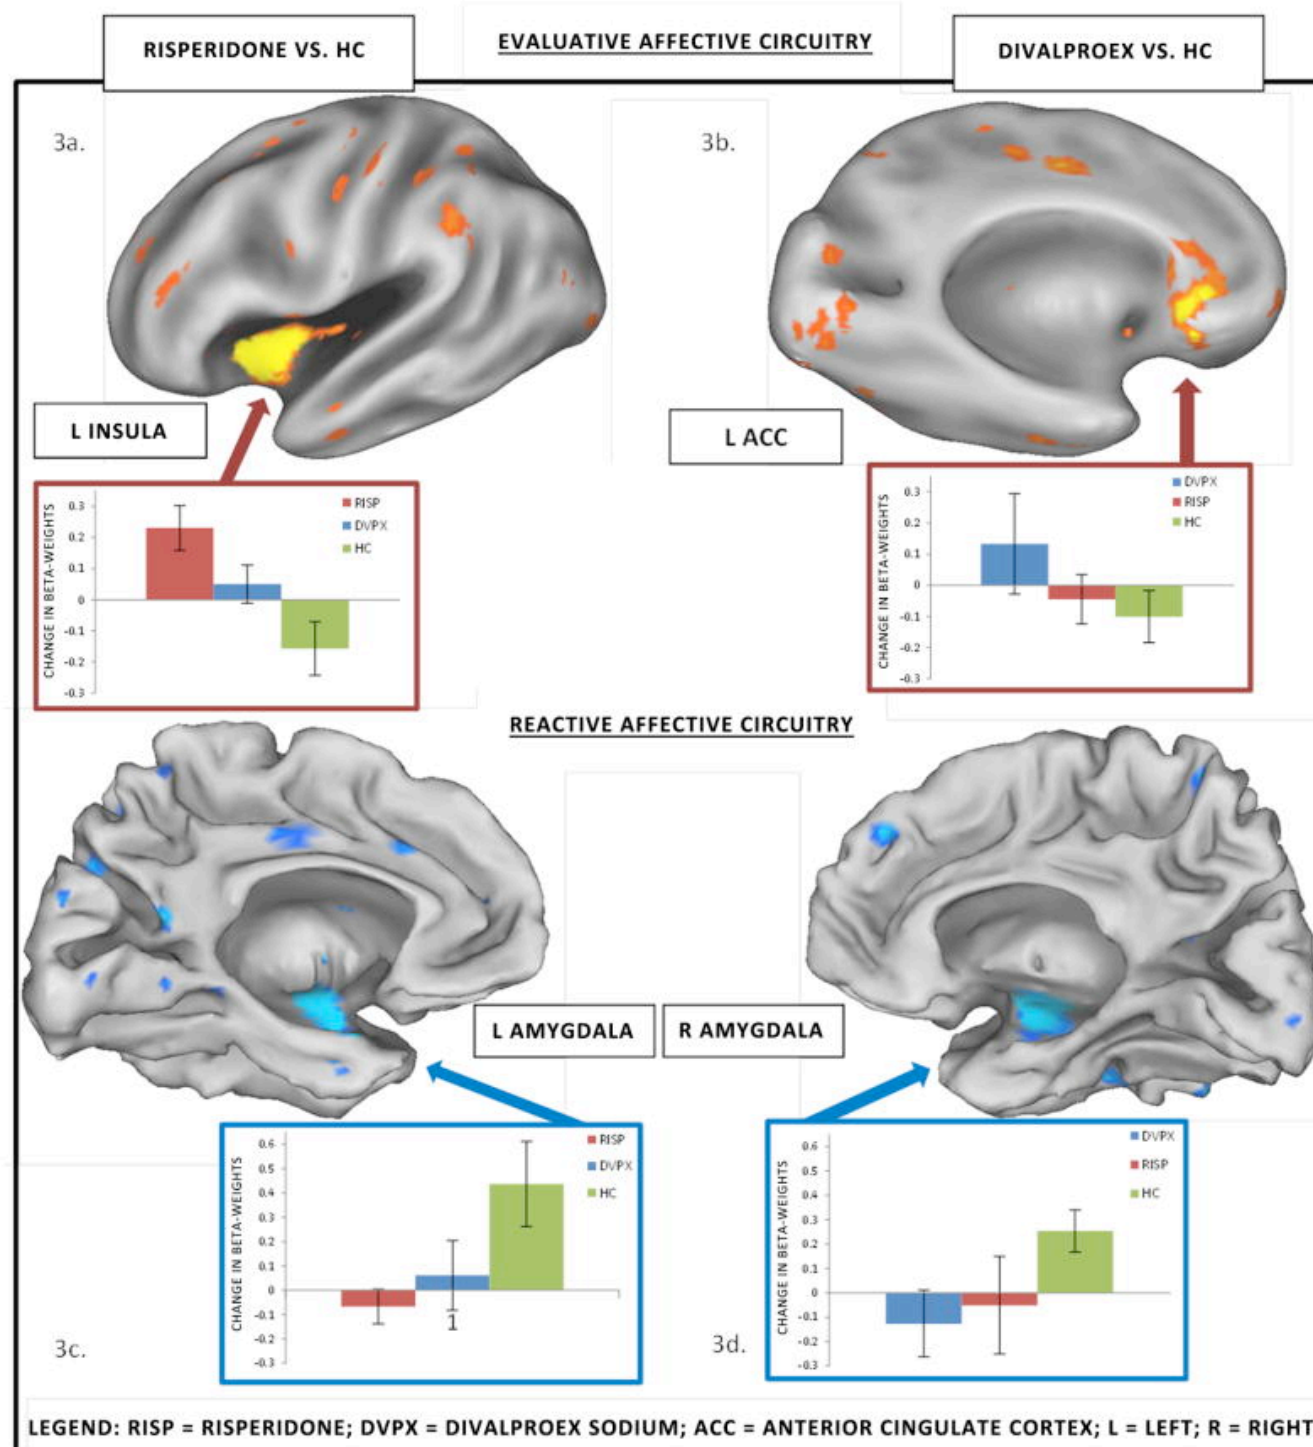 RISPERIDONE VS. HC
EVALUATIVE AFFECTIVE CIRCUITRY
DIVALPROEX VS. HC
3a.
3b.
L INSULA
L ACC
CHANGE IN BETA-WEIGHTS
0.3
0.2
0.1
0
-0.1
-0.2
-0.3
RISP
DVPX
HC
CHANGE IN BETA-WEIGHTS
0.3
0.2
0.1
0
-0.1
-0.2
-0.3
DVPX
RISP
HC
REACTIVE AFFECTIVE CIRCUITRY
L AMYGDALA
R AMYGDALA
CHANGE IN BETA-WEIGHTS
0.6
0.5
0.4
0.3
0.2
0.1
0
-0.1
-0.2
-0.3
1
RISP
DVPX
HC
CHANGE IN BETA-WEIGHTS
0.6
0.5
0.4
0.3
0.2
0.1
0
-0.1
-0.2
-0.3
DVPX
RISP
HC
3c.
3d.
LEGEND: RISP = RISPERIDONE; DVPX = DIVALPROEX SODIUM; ACC = ANTERIOR CINGULATE CORTEX; L = LEFT; R = RIGHT